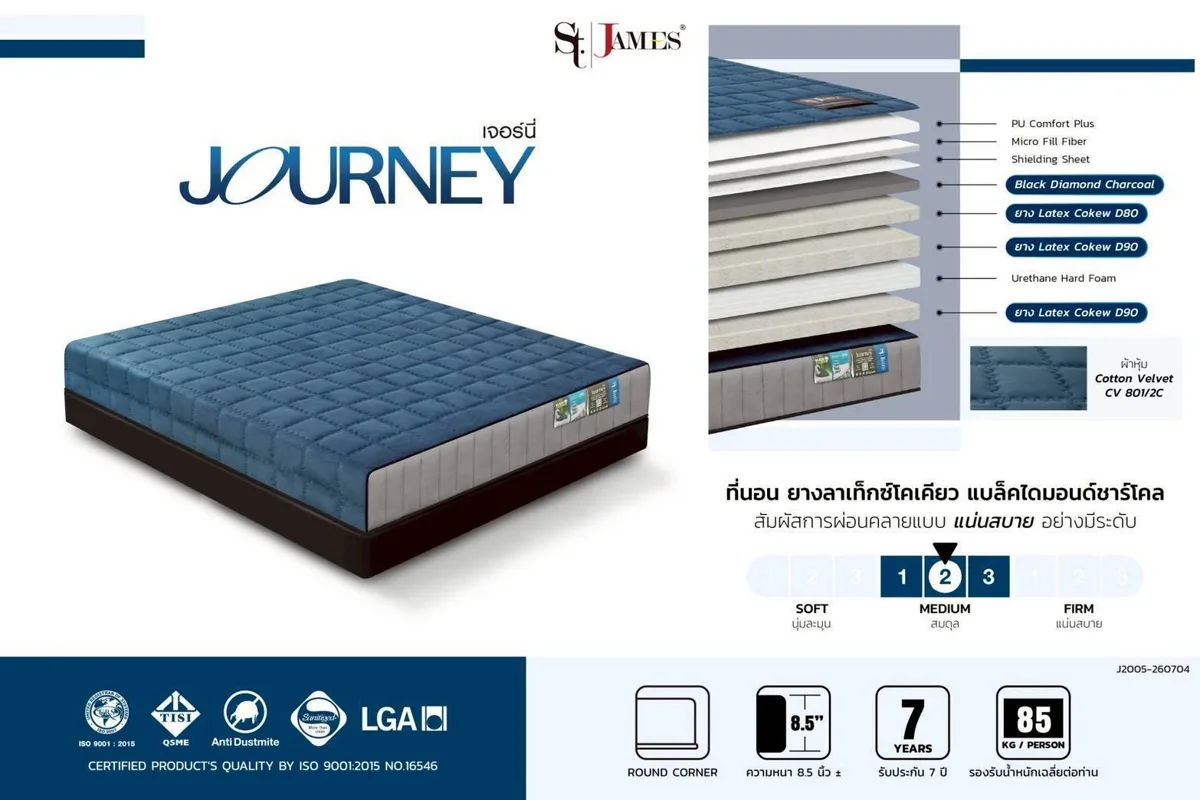 St. JAMES®
เจอร์นี่
JOURNEY
PU Comfort Plus
Micro Fill Fiber
Shielding Sheet
Black Diamond Charcoal
ยาง Latex Cokew D80
ยาง Latex Cokew D90
Urethane Hard Foam
ยาง Latex Cokew D90
ผ้าหุ้ม
Cotton Velvet
CV 801/2C
ที่นอน ยางลาเท็กซ์โคเคียว แบล็คไดมอนด์ชาร์โคล
สัมผัสการผ่อนคลายแบบ แน่นสบาย อย่างมีระดับ
1 2 3 1 2 3 1 2 3
SOFT MEDIUM FIRM
นุ่มละมุน สมดุล แน่นสบาย
J2005-260704
ISO 9001 : 2015
TISI
QSME
Anti Dustmite
Sanitized
LGA
CERTIFIED PRODUCT'S QUALITY BY ISO 9001:2015 NO.16546
ROUND CORNER
8.5"
ความหนา 8.5 นิ้ว ±
7
YEARS
รับประกัน 7 ปี
85
KG / PERSON
รองรับน้ำหนักเฉลี่ยต่อท่าน